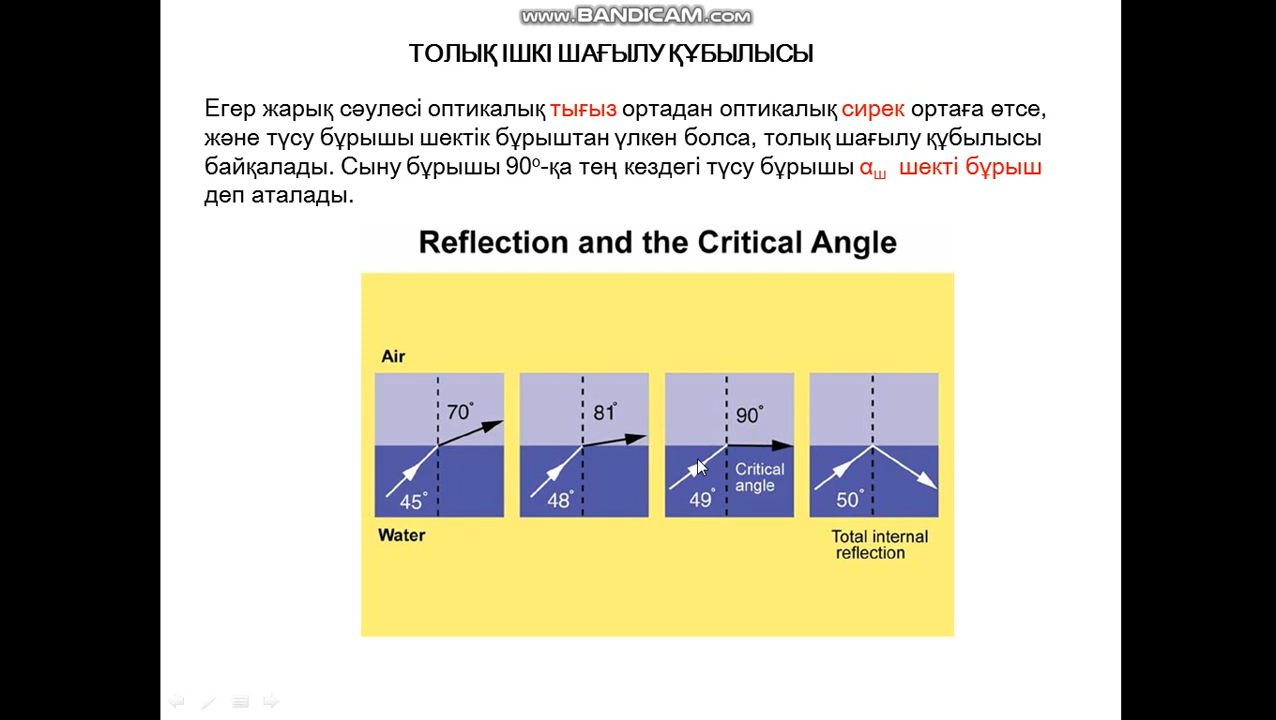 www.BANDICAM.com
ТОЛЫҚ ІШКІ ШАҒЫЛУ ҚҰБЫЛЫСЫ
Егер жарық сәулесі оптикалық тығыз ортадан оптикалық сирек ортаға өтсе,
және түсу бұрышы шектік бұрыштан үлкен болса, толық шағылу құбылысы
байқалады. Сыну бұрышы 90º-қа тең кездегі түсу бұрышы αш шекті бұрыш
деп аталады.
Reflection and the Critical Angle
Air
70°
81°
90°
45°
48°
49°
Critical
angle
50°
Water
Total internal
reflection